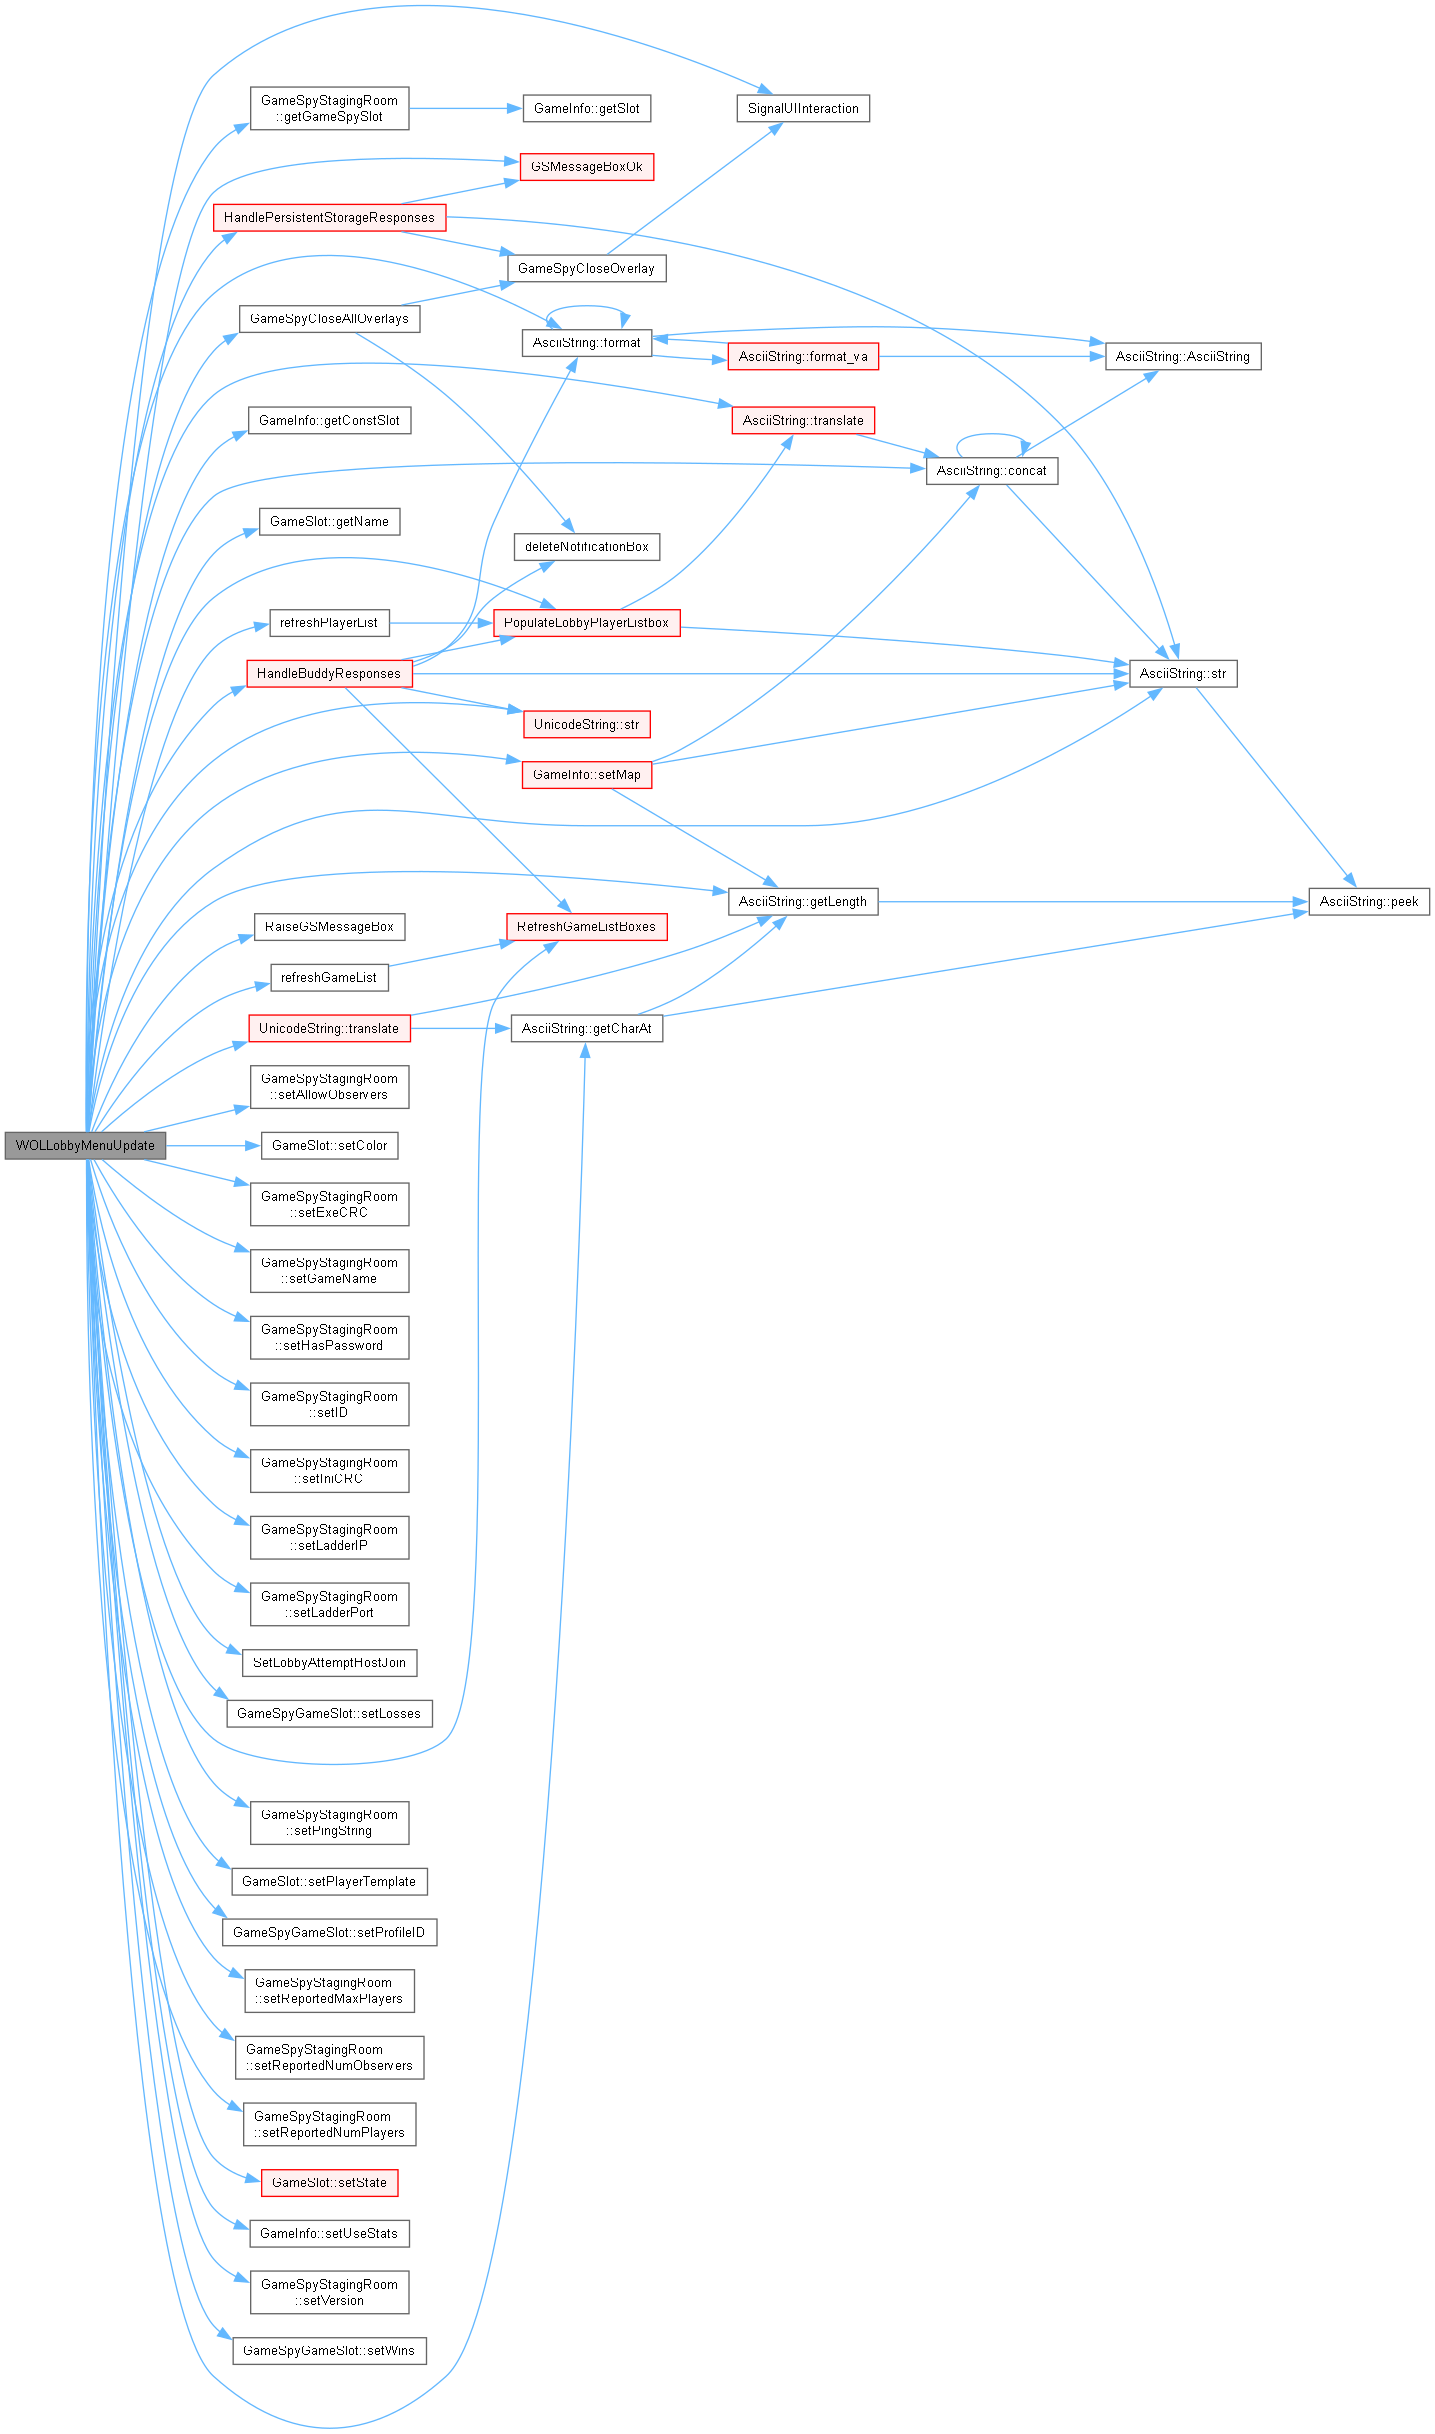 SignalUIInteraction
GameSpyStagingRoom
::getGameSpySlot
GameInfo::getSlot
GSMessageBoxOk
HandlePersistentStorageResponses
GameSpyCloseOverlay
GameSpyCloseAllOverlays
AsciiString::format
AsciiString::format_va
AsciiString::AsciiString
GameInfo::getConstSlot
AsciiString::translate
AsciiString::concat
GameSlot::getName
deleteNotificationBox
refreshPlayerList
PopulateLobbyPlayerListbox
HandleBuddyResponses
AsciiString::str
UnicodeString::str
GameInfo::setMap
AsciiString::getLength
AsciiString::peek
RaiseGSMessageBox
RefreshGameListBoxes
refreshGameList
UnicodeString::translate
AsciiString::getCharAt
GameSpyStagingRoom
::setAllowObservers
WOLLobbyMenuUpdate
GameSlot::setColor
GameSpyStagingRoom
::setExeCRC
GameSpyStagingRoom
::setGameName
GameSpyStagingRoom
::setHasPassword
GameSpyStagingRoom
::setID
GameSpyStagingRoom
::setIniCRC
GameSpyStagingRoom
::setLadderIP
GameSpyStagingRoom
::setLadderPort
SetLobbyAttemptHostJoin
GameSpyGameSlot::setLosses
GameSpyStagingRoom
::setPingString
GameSlot::setPlayerTemplate
GameSpyGameSlot::setProfileID
GameSpyStagingRoom
::setReportedMaxPlayers
GameSpyStagingRoom
::setReportedNumObservers
GameSpyStagingRoom
::setReportedNumPlayers
GameSlot::setState
GameInfo::setUseStats
GameSpyStagingRoom
::setVersion
GameSpyGameSlot::setWins